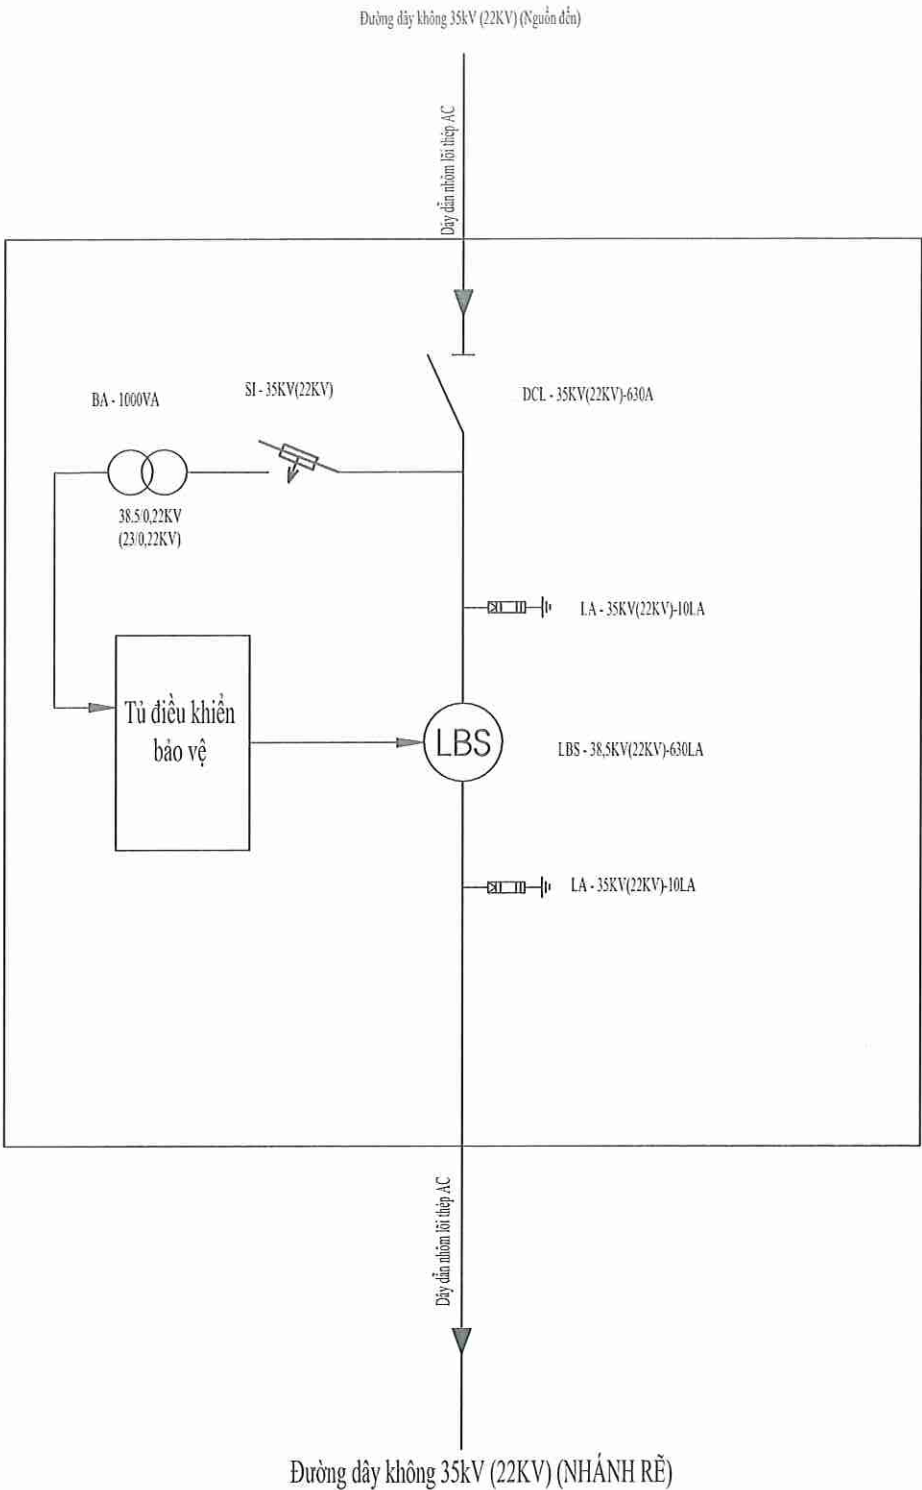 Đường dây không 35kV (22KV) (Nguồn đến)
Dây dẫn nhôm lõi thép AC
BA - 1000VA
SI - 35KV(22KV)
DCL - 35KV(22KV)-630A
38.5/0,22KV
(23/0,22KV)
LA - 35KV(22KV)-10LA
Tủ điều khiển
bảo vệ
LBS
LBS - 38,5KV(22KV)-630LA
LA - 35KV(22KV)-10LA
Dây dẫn nhôm lõi thép AC
Đường dây không 35kV (22KV) (NHÁNH RẼ)